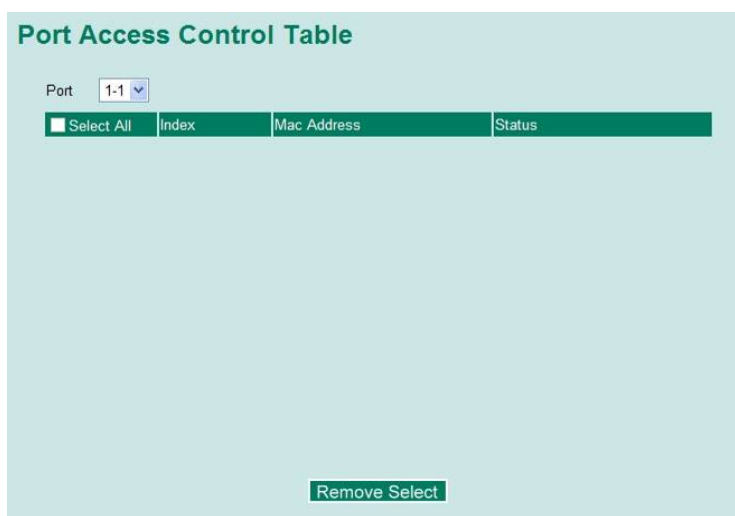 Port Access Control Table
Port 1-1
Select All Index Mac Address Status
Remove Select